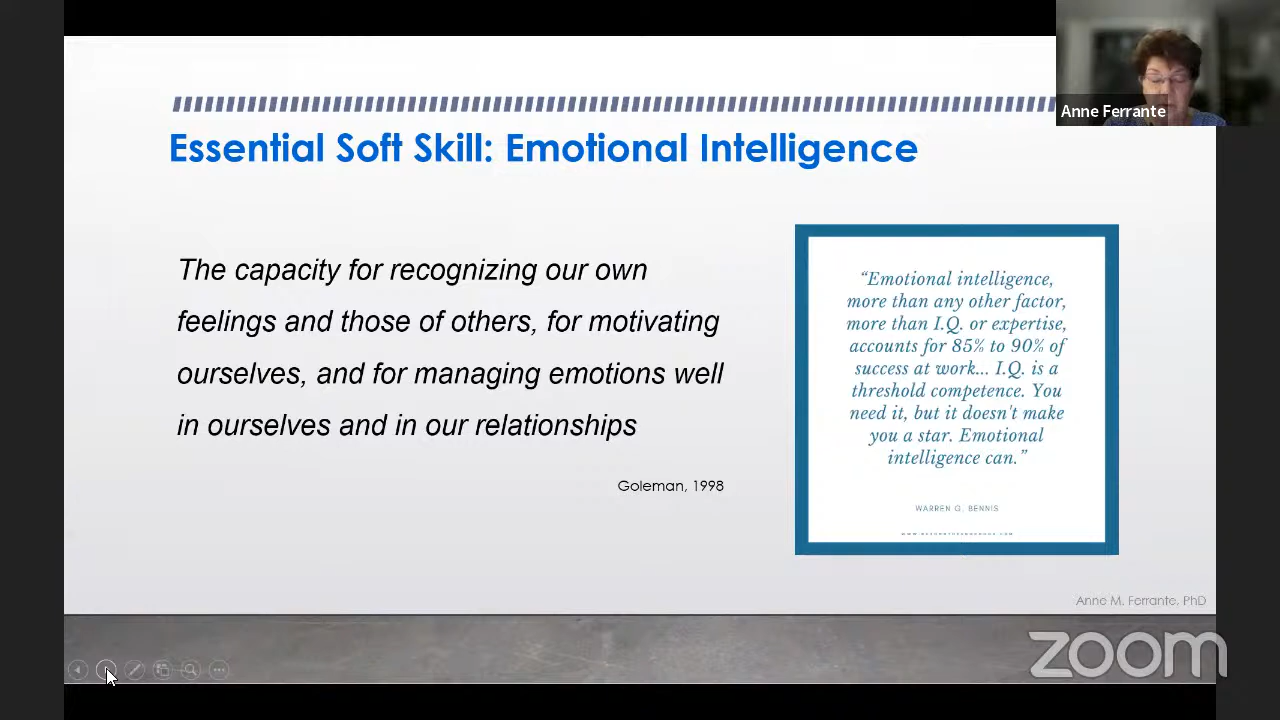 Anne Ferrante
Essential Soft Skill: Emotional Intelligence
The capacity for recognizing our own
feelings and those of others, for motivating
ourselves, and for managing emotions well
in ourselves and in our relationships
Goleman, 1998
“Emotional intelligence,
more than any other factor,
more than I.Q. or expertise,
accounts for 85% to 90% of
success at work... I.Q. is a
threshold competence. You
need it, but it doesn't make
you a star. Emotional
intelligence can.”
WARREN G. BENNIS
Anne M. Ferrante, PhD
zoom